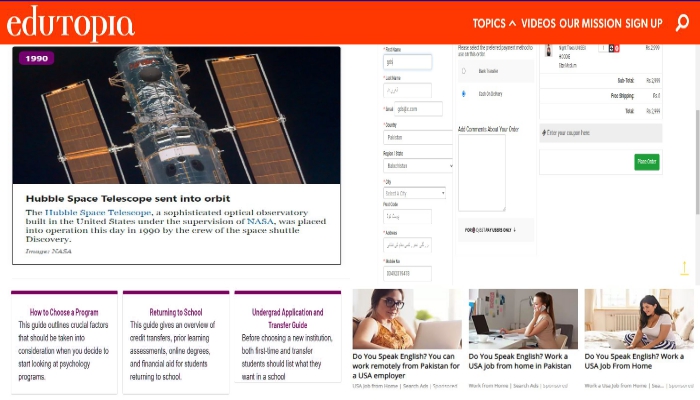 edutopia
TOPICS VIDEOS OUR MISSION SIGN UP
1990
Hubble Space Telescope sent into orbit
The Hubble Space Telescope, a sophisticated optical observatory
built in the United States under the supervision of NASA, was placed
into operation this day in 1990 by the crew of the space shuttle
Discovery.
Image: NASA
* First Name
* Last Name
* Email
* Country
Pakistan
Region / State
Balochistan
* City
Select A City
Post Code
* Address
* Mobile No
Please select the preferred payment method to
use on this order.
Bank Transfer
Cash On Delivery
Add Comments About Your Order
Sub-Total: Rs.2,999
Free Shipping: Rs.0
Total: Rs.2,999
Enter your coupon here
Place Order
How to Choose a Program
This guide outlines crucial factors
that should be taken into
consideration when you decide to
start looking at psychology
programs.
Returning to School
This guide gives an overview of
credit transfers, prior learning
assessments, online degrees,
and financial aid for students
returning to school.
Undergrad Application and
Transfer Guide
Before choosing a new institution,
both first-time and transfer
students should list what they
want in a school
Do You Speak English? You can
work remotely from Pakistan for
a USA employer
USA Job from Home | Search Ads | Sponsored
Do You Speak English? Work a
USA job from home in Pakistan
Work from Home | Search Ads | Sponsored
Do You Speak English? Work a
USA Job From Home
Work a USA Job from Home | Sea... | Sponsored